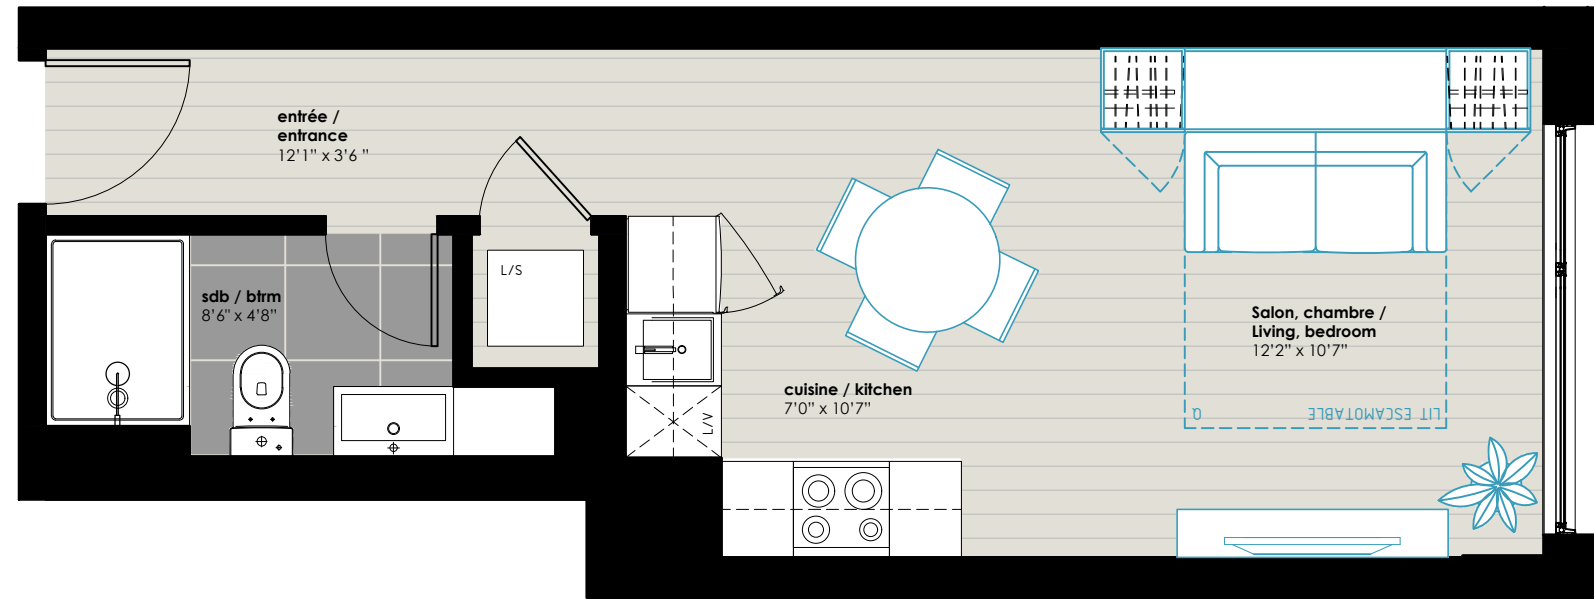 entrée /
entrance
12'1" x 3'6 "
L/S
sdb / btrm
8'6" x 4'8"
Salon, chambre /
Living, bedroom
12'2" x 10'7"
cuisine / kitchen
7'0" x 10'7"
L/V
LIT ESCAMOTABLE
Q